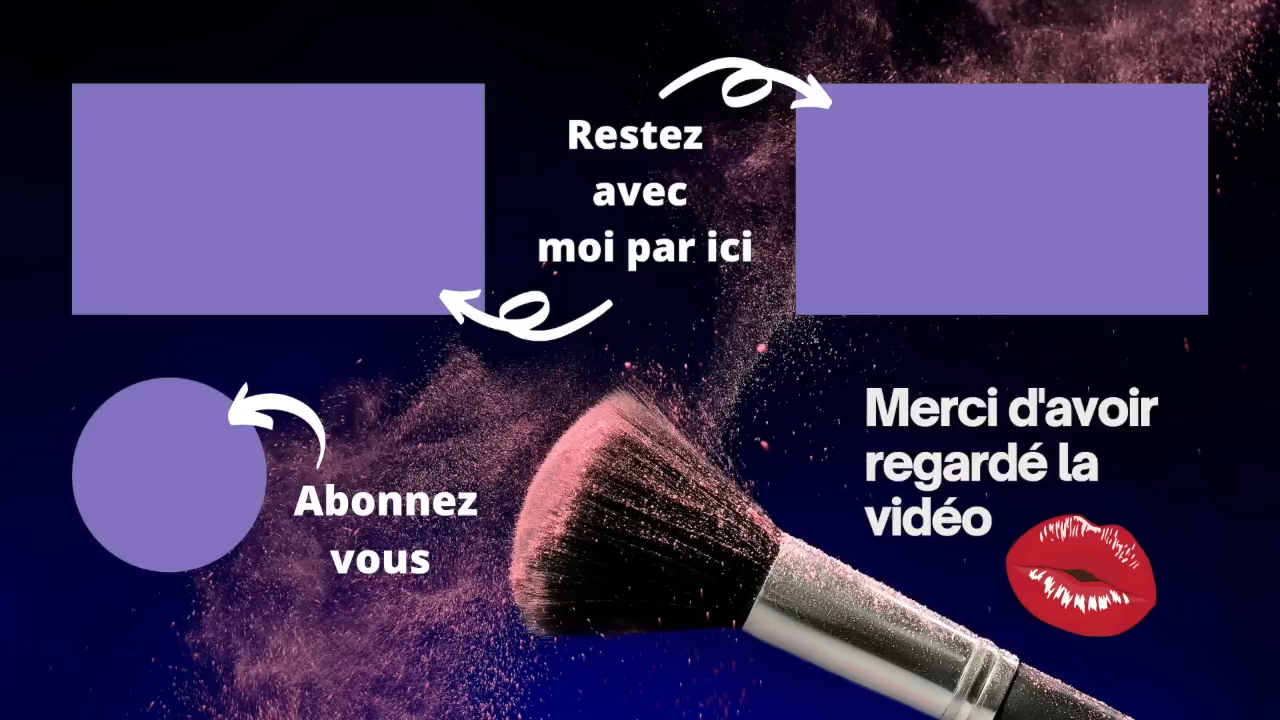 Restez
avec
moi par ici
Merci d'avoir
regardé la
vidéo
Abonnez
vous